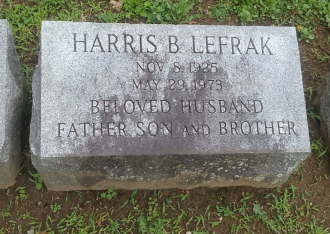 HARRIS B. LEFRAK
NOV. 8, 1925
MAY 29, 1973
BELOVED HUSBAND
FATHER SON AND BROTHER